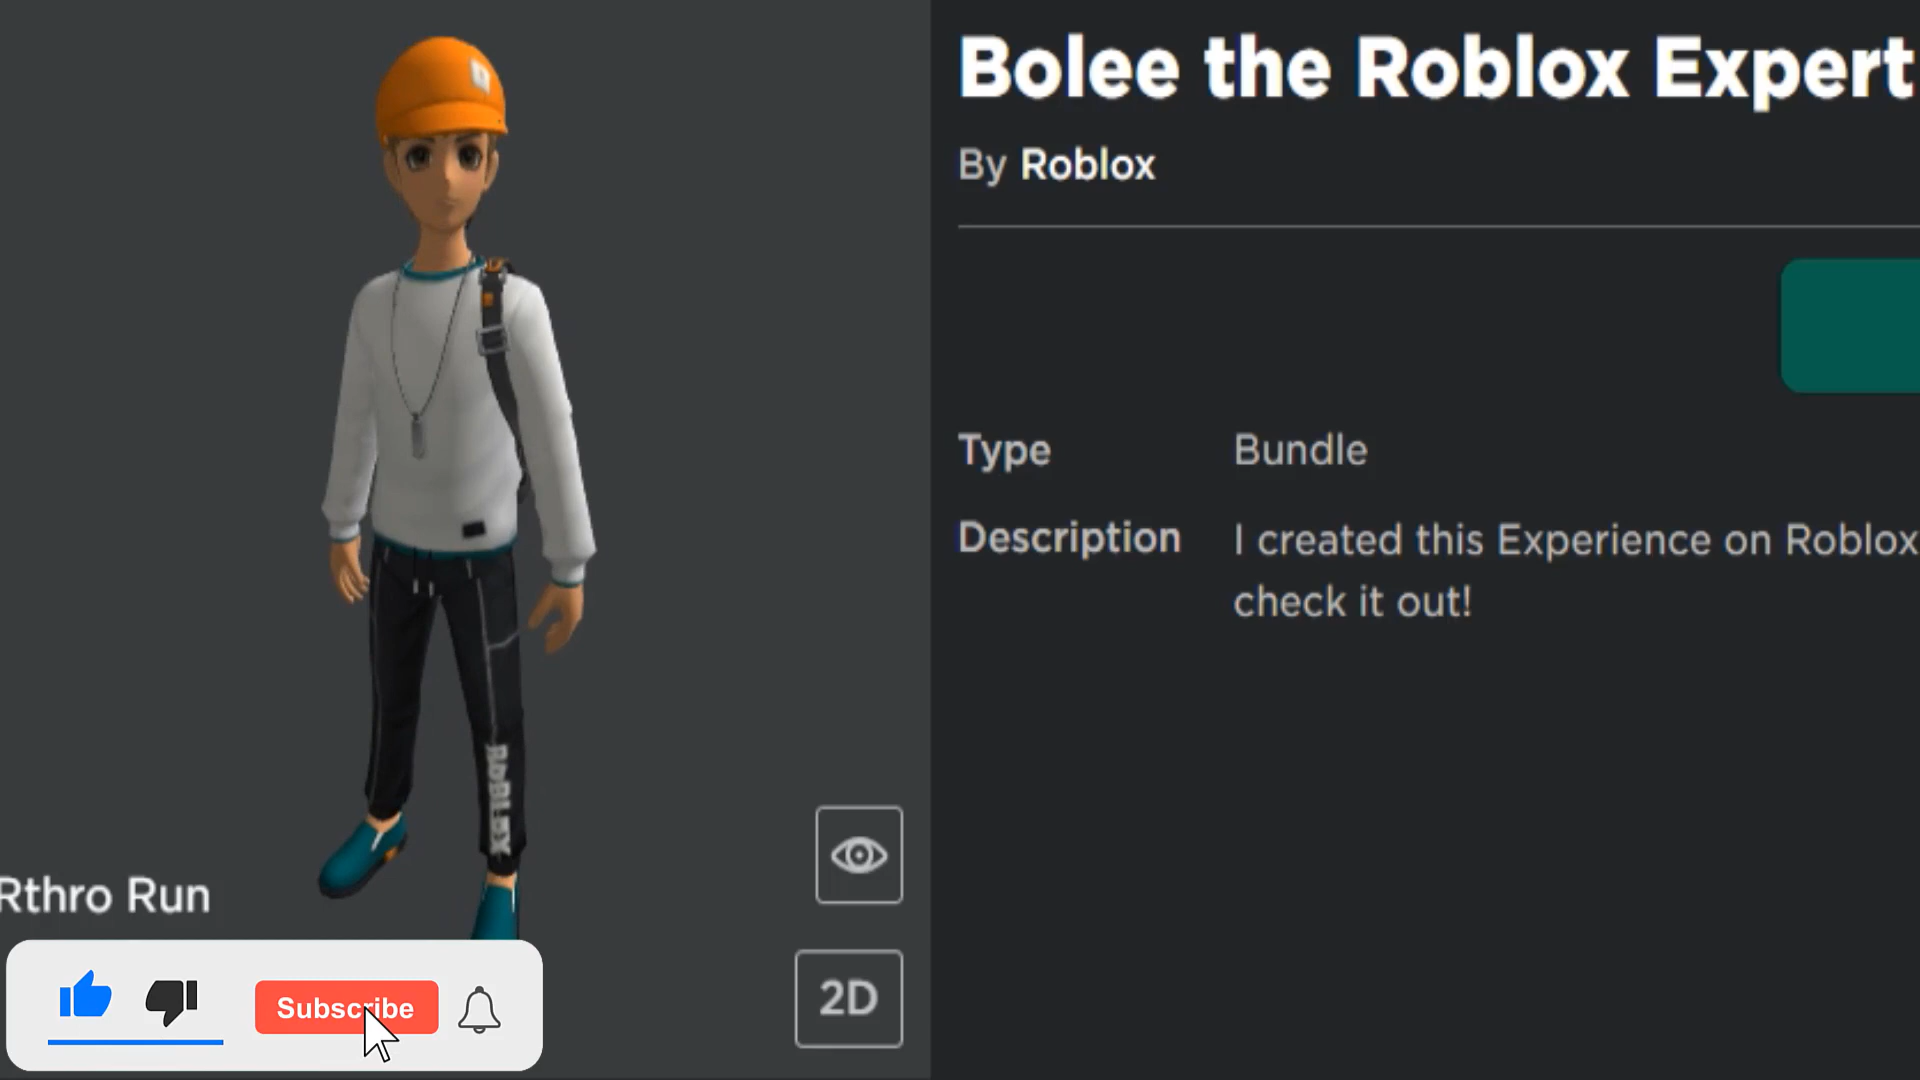 Bolee the Roblox Expert
By Roblox
Type Bundle
Description I created this Experience on Roblox
check it out!
ROBLOX
Rthro Run
2D
Subscribe